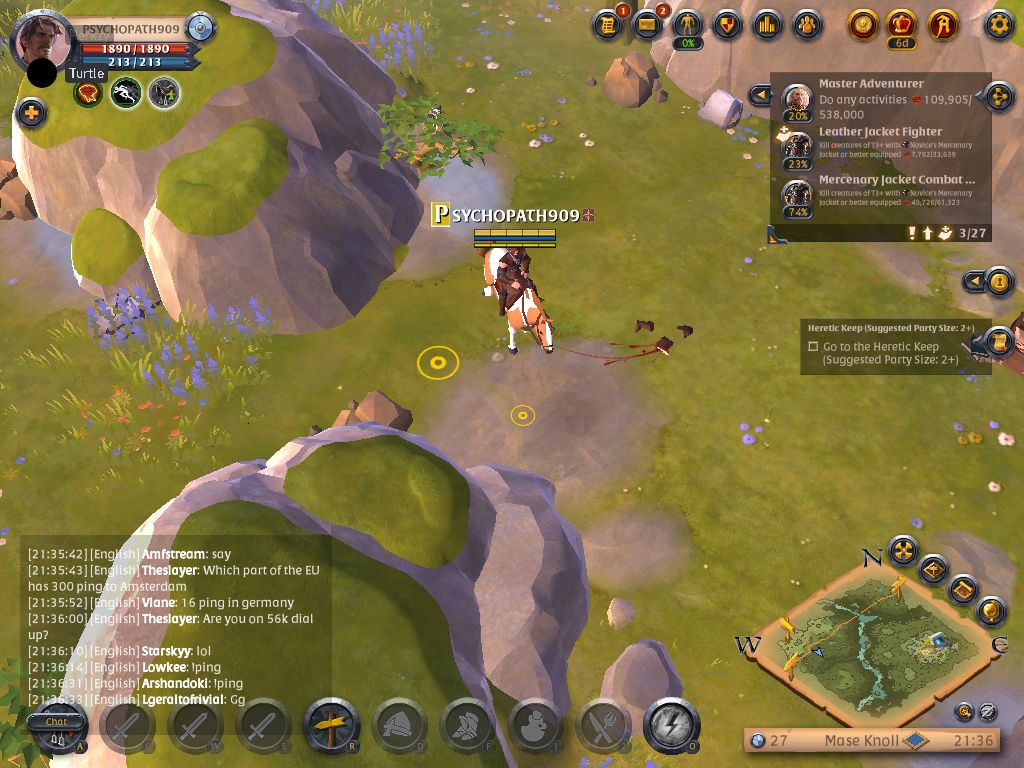 PSYCHOPATH909
1890 / 1890
213 / 213
Turtle
1
2
0%
6d
Master Adventurer
Do any activities 109,905/
538,000
20%
Leather Jacket Fighter
Kill creatures of T3+ with Novice's Mercenary
Jacket or better equipped 7,792/33,639
23%
Mercenary Jacket Combat ...
Kill creatures of T3+ with Novice's Mercenary
Jacket or better equipped 45,726/61,323
74%
3/27
PSYCHOPATH909
Heretic Keep (Suggested Party Size: 2+)
Go to the Heretic Keep
(Suggested Party Size: 2+)
[21:35:42] [English] Amfstream: say
[21:35:43] [English] Theslayer: Which part of the EU
has 300 ping to Amsterdam
[21:35:52] [English] Vlane: 16 ping in germany
[21:36:00] [English] Theslayer: Are you on 56k dial
up?
[21:36:10] [English] Starskyy: lol
[21:36:14] [English] Lowkee: !ping
[21:36:31] [English] Arshandoki: !ping
[21:36:33] [English] Lgeraltofrivial: Gg
N
W
E
Chat
A
Q
W
E
R
D
F
O
27
Mase Knoll
21:36